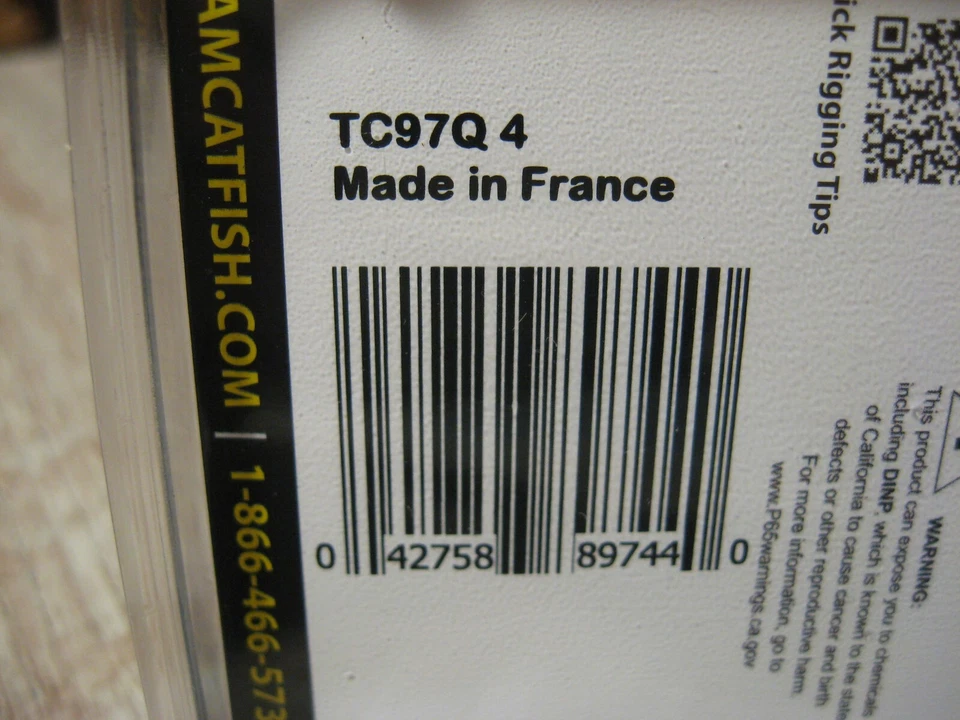 AMCATFISH.COM | 1-866-466-573
TC97Q 4
Made in France
0 42758 89744 0
ick Rigging Tips
WARNING:
This product can expose you to chemicals
including DINP, which is known to the state
of California to cause cancer and birth
defects or other reproductive harm.
For more information, go to
www.P65warnings.ca.gov